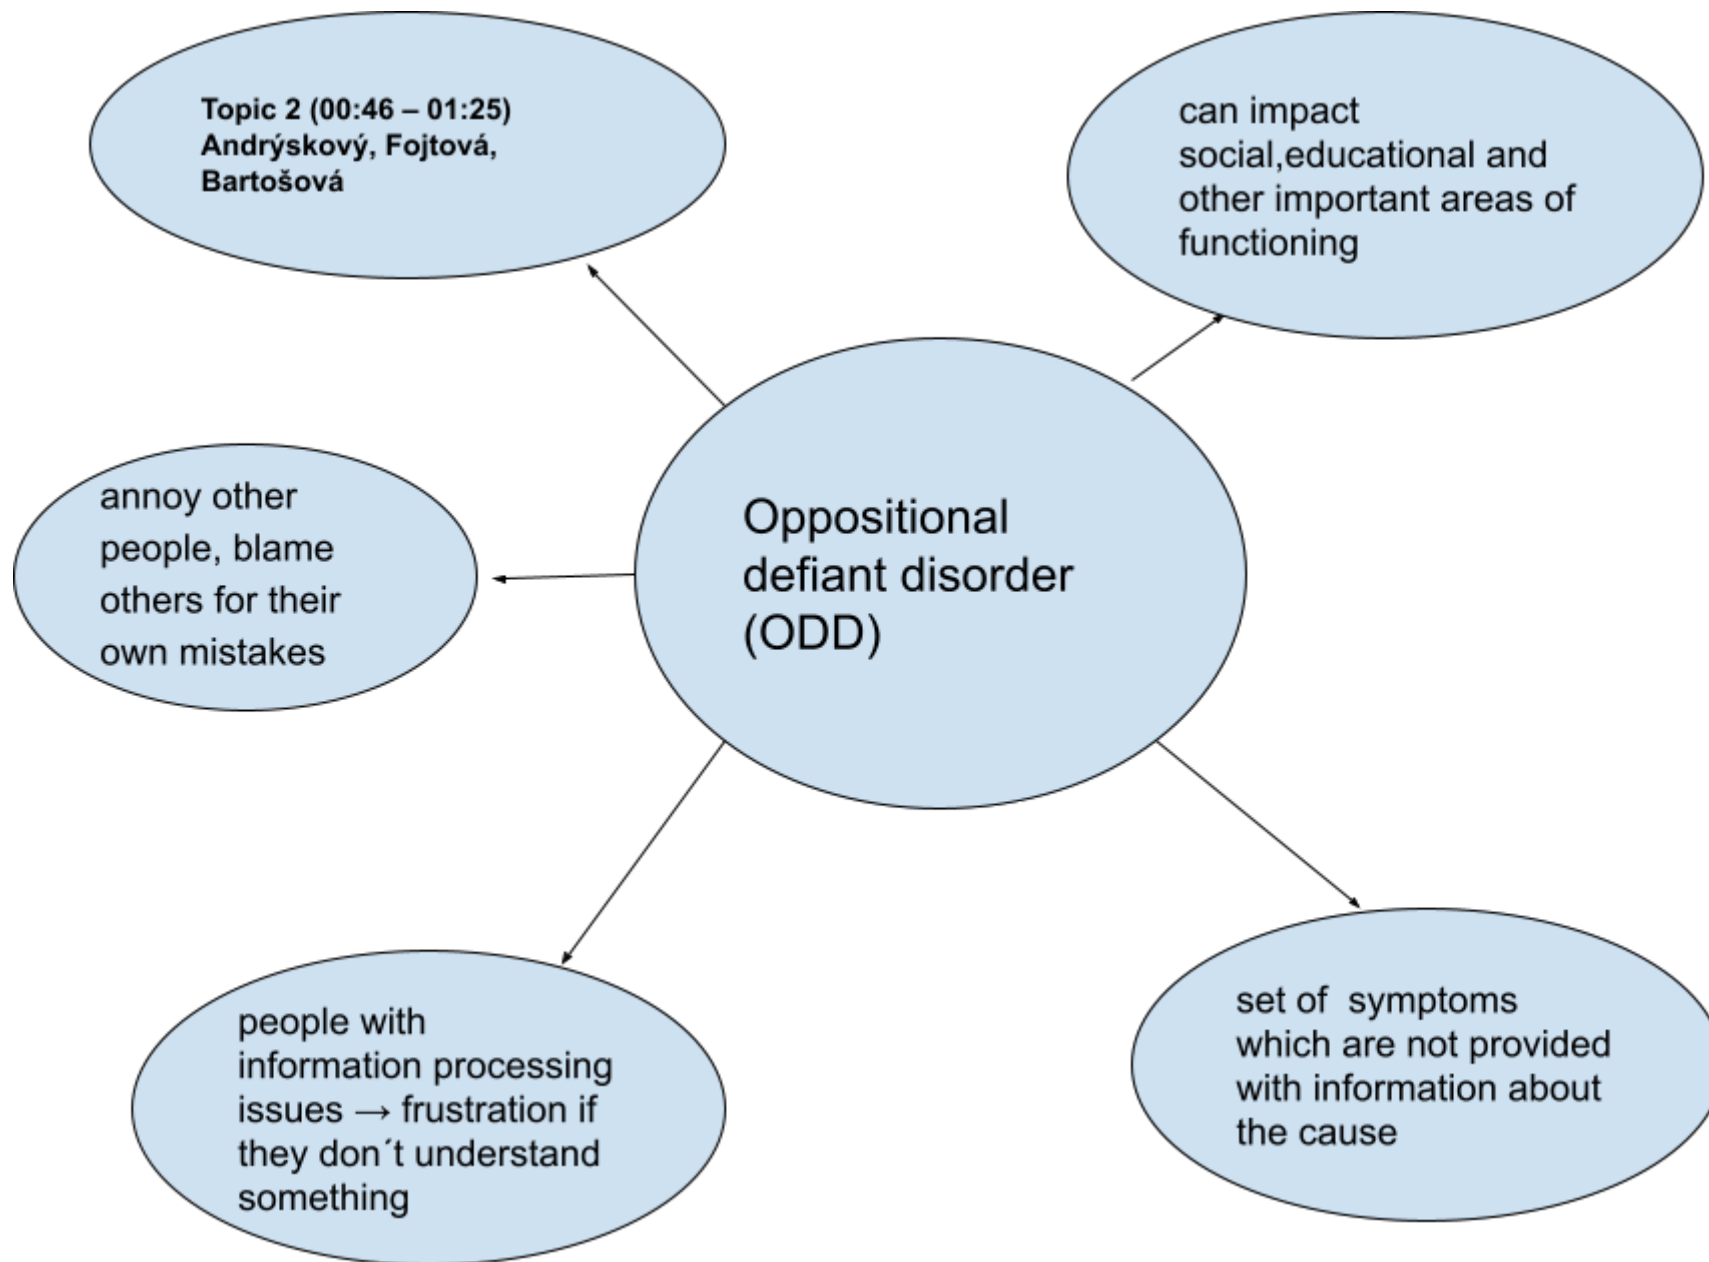 Topic 2 (00:46 – 01:25)
Andrýskový, Fojtová,
Bartošová
can impact
social,educational and
other important areas of
functioning
annoy other
people, blame
others for their
own mistakes
Oppositional
defiant disorder
(ODD)
people with
information processing
issues → frustration if
they don´t understand
something
set of  symptoms
which are not provided
with information about
the cause